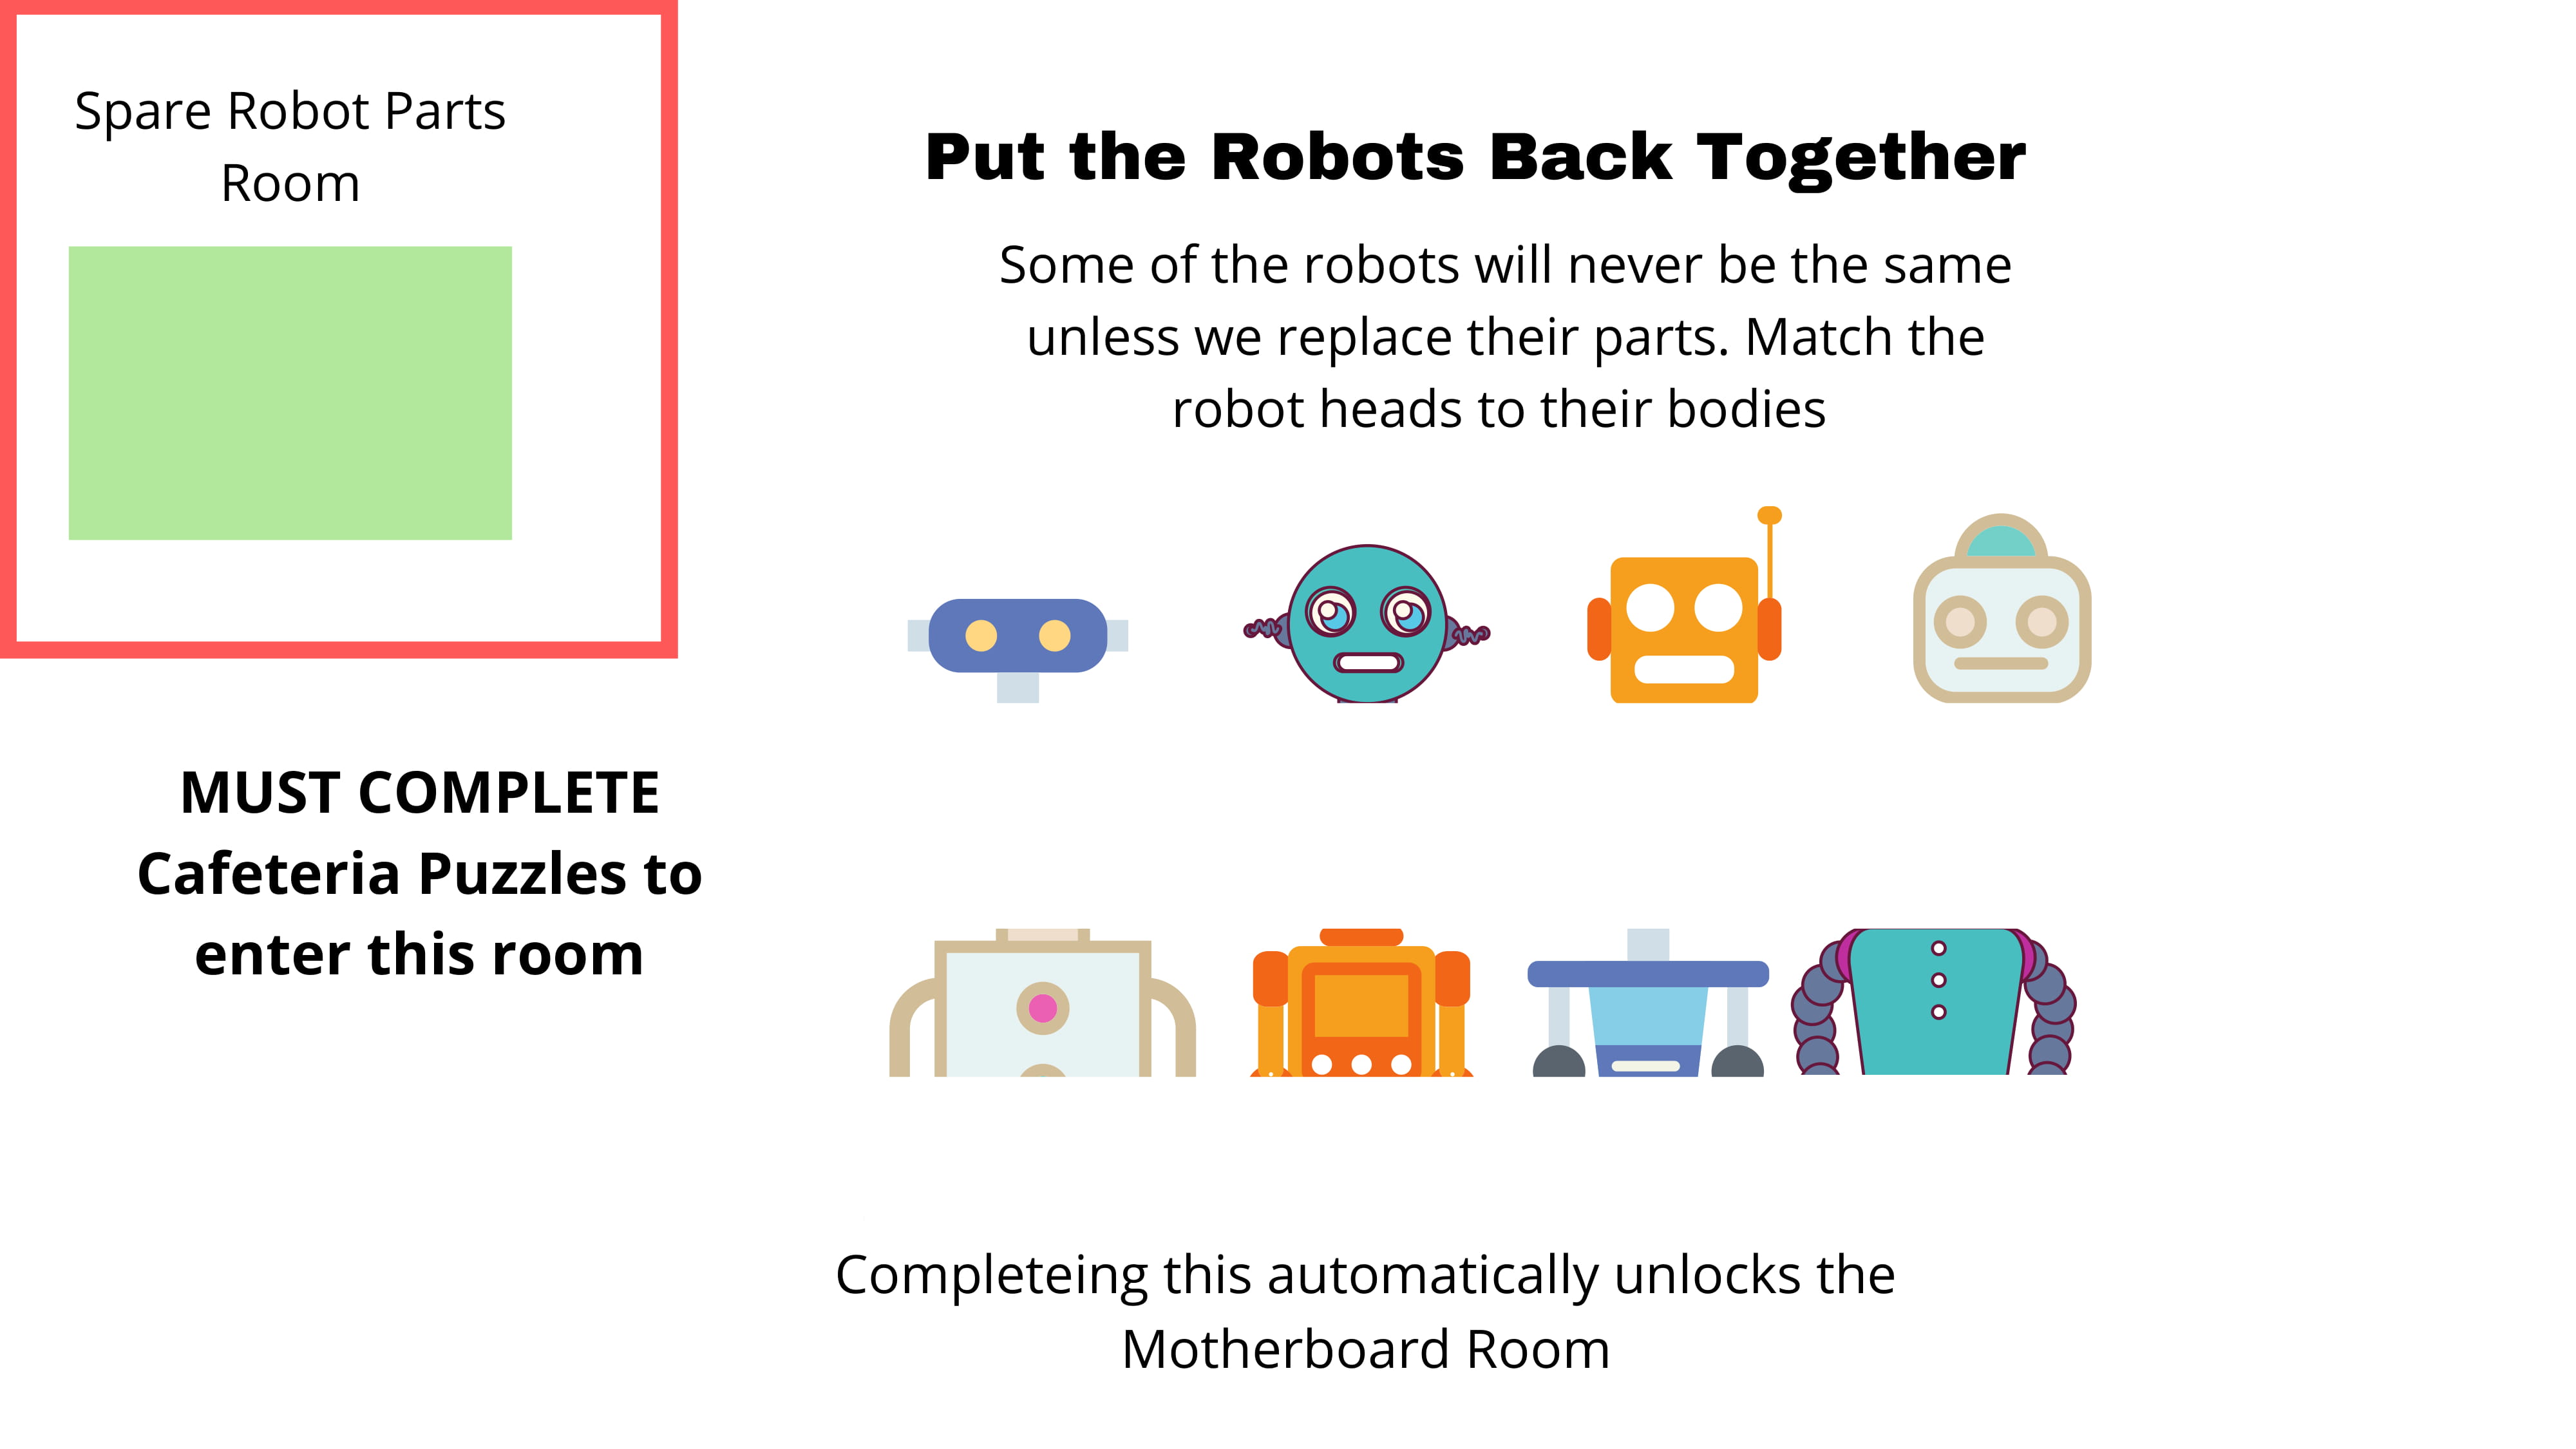 Spare Robot Parts
Room
Put the Robots Back Together
Some of the robots will never be the same
unless we replace their parts. Match the
robot heads to their bodies
MUST COMPLETE
Cafeteria Puzzles to
enter this room
Completeing this automatically unlocks the
Motherboard Room